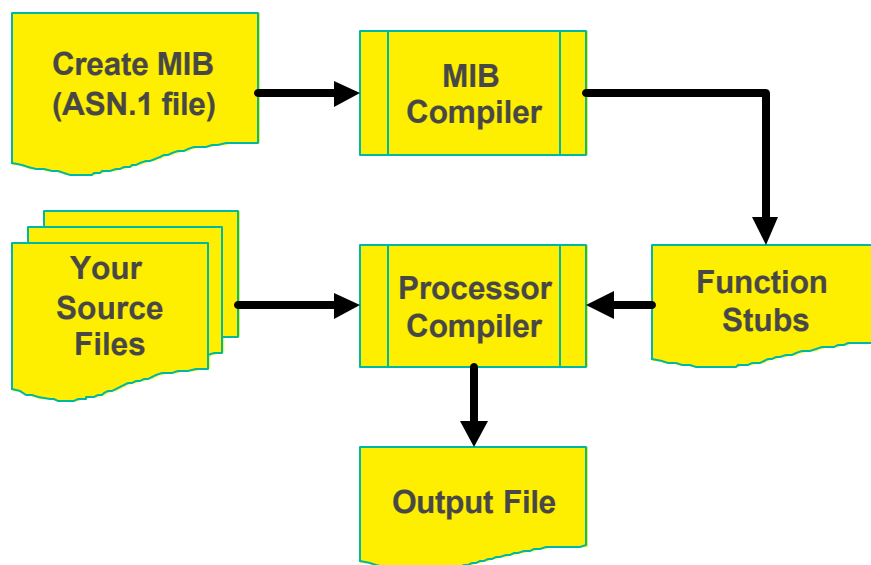 Create MIB
(ASN.1 file)
MIB
Compiler
Your
Source
Files
Processor
Compiler
Function
Stubs
Output File